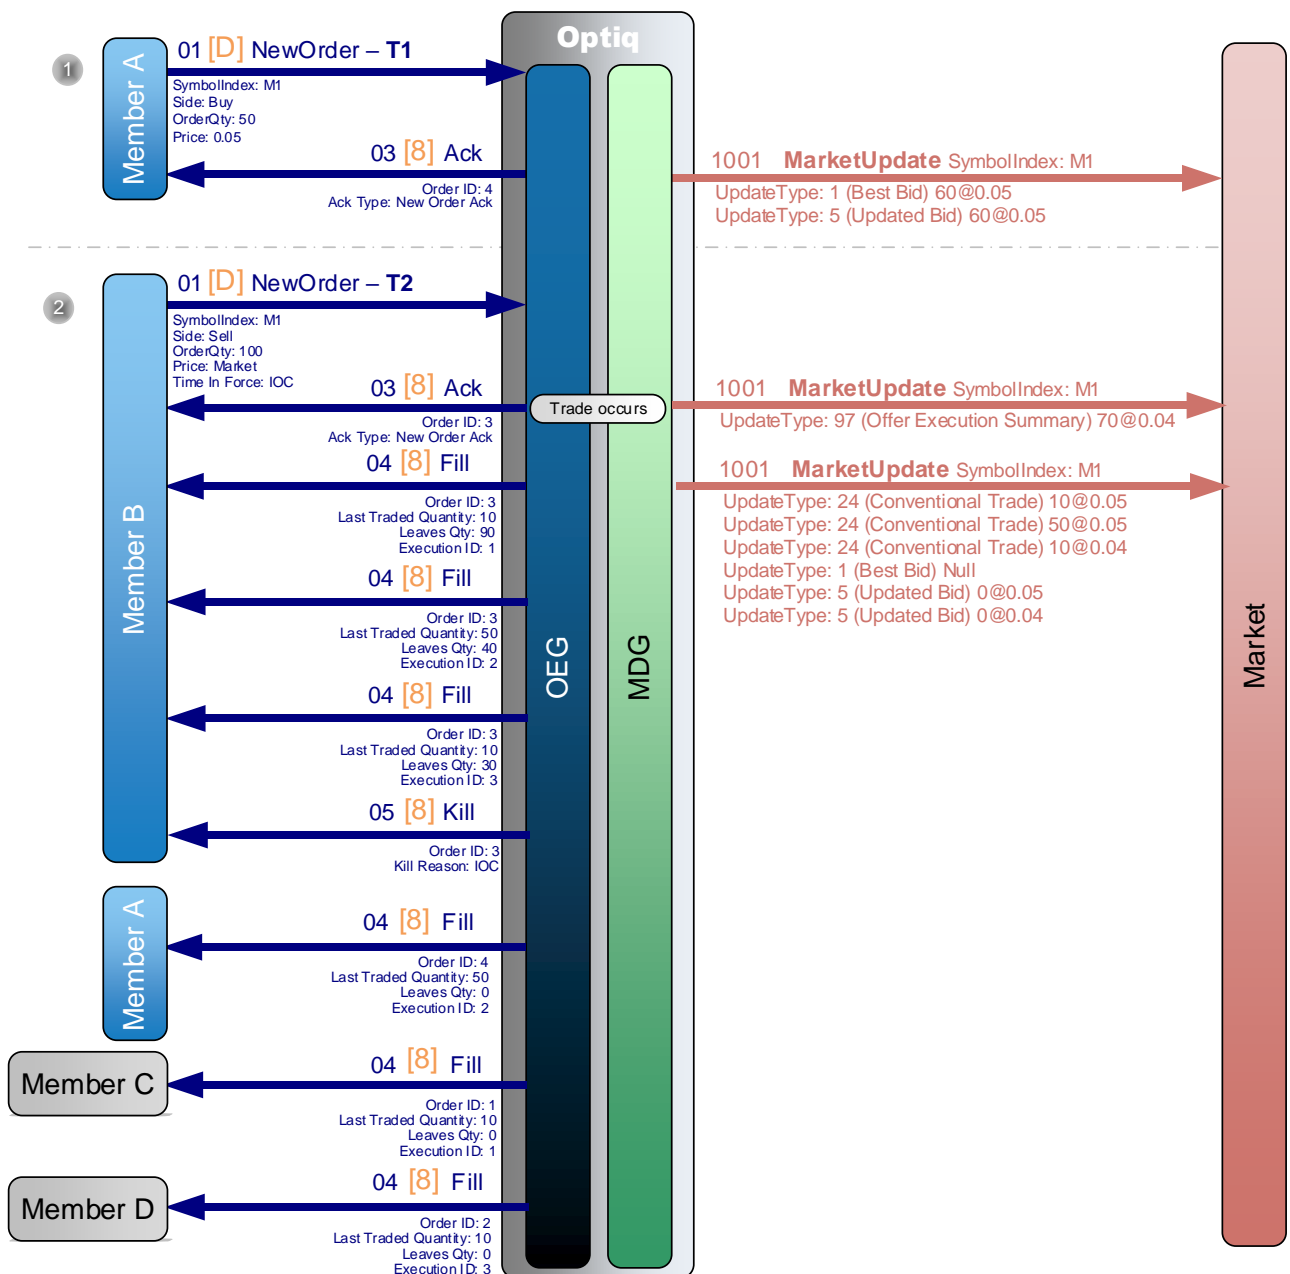 Optiq
1
Member A
01 [D] NewOrder – T1
SymbolIndex: M1
Side: Buy
OrderQty: 50
Price: 0.05
03 [8] Ack
Order ID: 4
Ack Type: New Order Ack
1001 MarketUpdate SymbolIndex: M1
UpdateType: 1 (Best Bid) 60@0.05
UpdateType: 5 (Updated Bid) 60@0.05
2
Member B
01 [D] NewOrder – T2
SymbolIndex: M1
Side: Sell
OrderQty: 100
Price: Market
Time In Force: IOC
03 [8] Ack
Order ID: 3
Ack Type: New Order Ack
Trade occurs
1001 MarketUpdate SymbolIndex: M1
UpdateType: 97 (Offer Execution Summary) 70@0.04
04 [8] Fill
Order ID: 3
Last Traded Quantity: 10
Leaves Qty: 90
Execution ID: 1
1001 MarketUpdate SymbolIndex: M1
UpdateType: 24 (Conventional Trade) 10@0.05
UpdateType: 24 (Conventional Trade) 50@0.05
UpdateType: 24 (Conventional Trade) 10@0.04
UpdateType: 1 (Best Bid) Null
UpdateType: 5 (Updated Bid) 0@0.05
UpdateType: 5 (Updated Bid) 0@0.04
04 [8] Fill
Order ID: 3
Last Traded Quantity: 50
Leaves Qty: 40
Execution ID: 2
OEG
MDG
Market
04 [8] Fill
Order ID: 3
Last Traded Quantity: 10
Leaves Qty: 30
Execution ID: 3
05 [8] Kill
Order ID: 3
Kill Reason: IOC
Member A
04 [8] Fill
Order ID: 4
Last Traded Quantity: 50
Leaves Qty: 0
Execution ID: 2
Member C
04 [8] Fill
Order ID: 1
Last Traded Quantity: 10
Leaves Qty: 0
Execution ID: 1
Member D
04 [8] Fill
Order ID: 2
Last Traded Quantity: 10
Leaves Qty: 0
Execution ID: 3